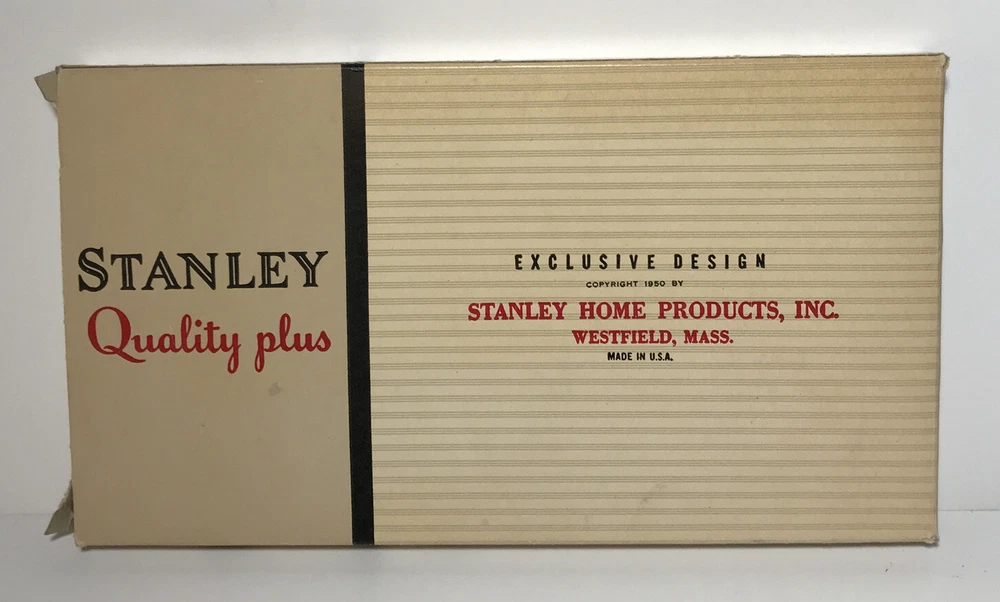 STANLEY
Quality plus
EXCLUSIVE DESIGN
COPYRIGHT 1950 BY
STANLEY HOME PRODUCTS, INC.
WESTFIELD, MASS.
MADE IN U.S.A.